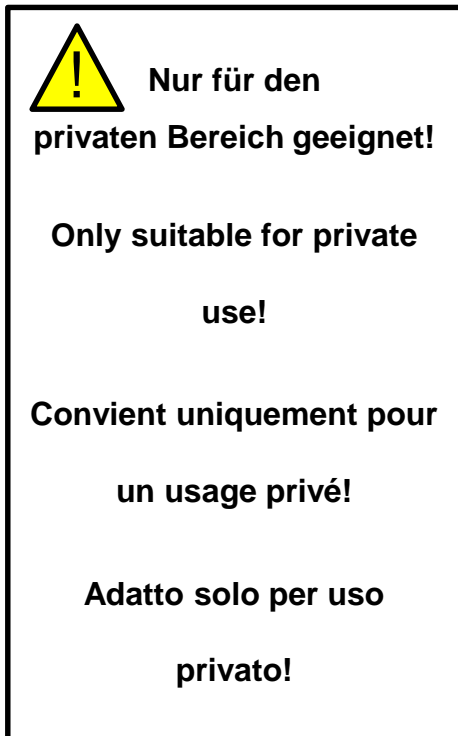 !
Nur für den
privaten Bereich geeignet!
Only suitable for private
use!
Convient uniquement pour
un usage privé!
Adatto solo per uso
privato!